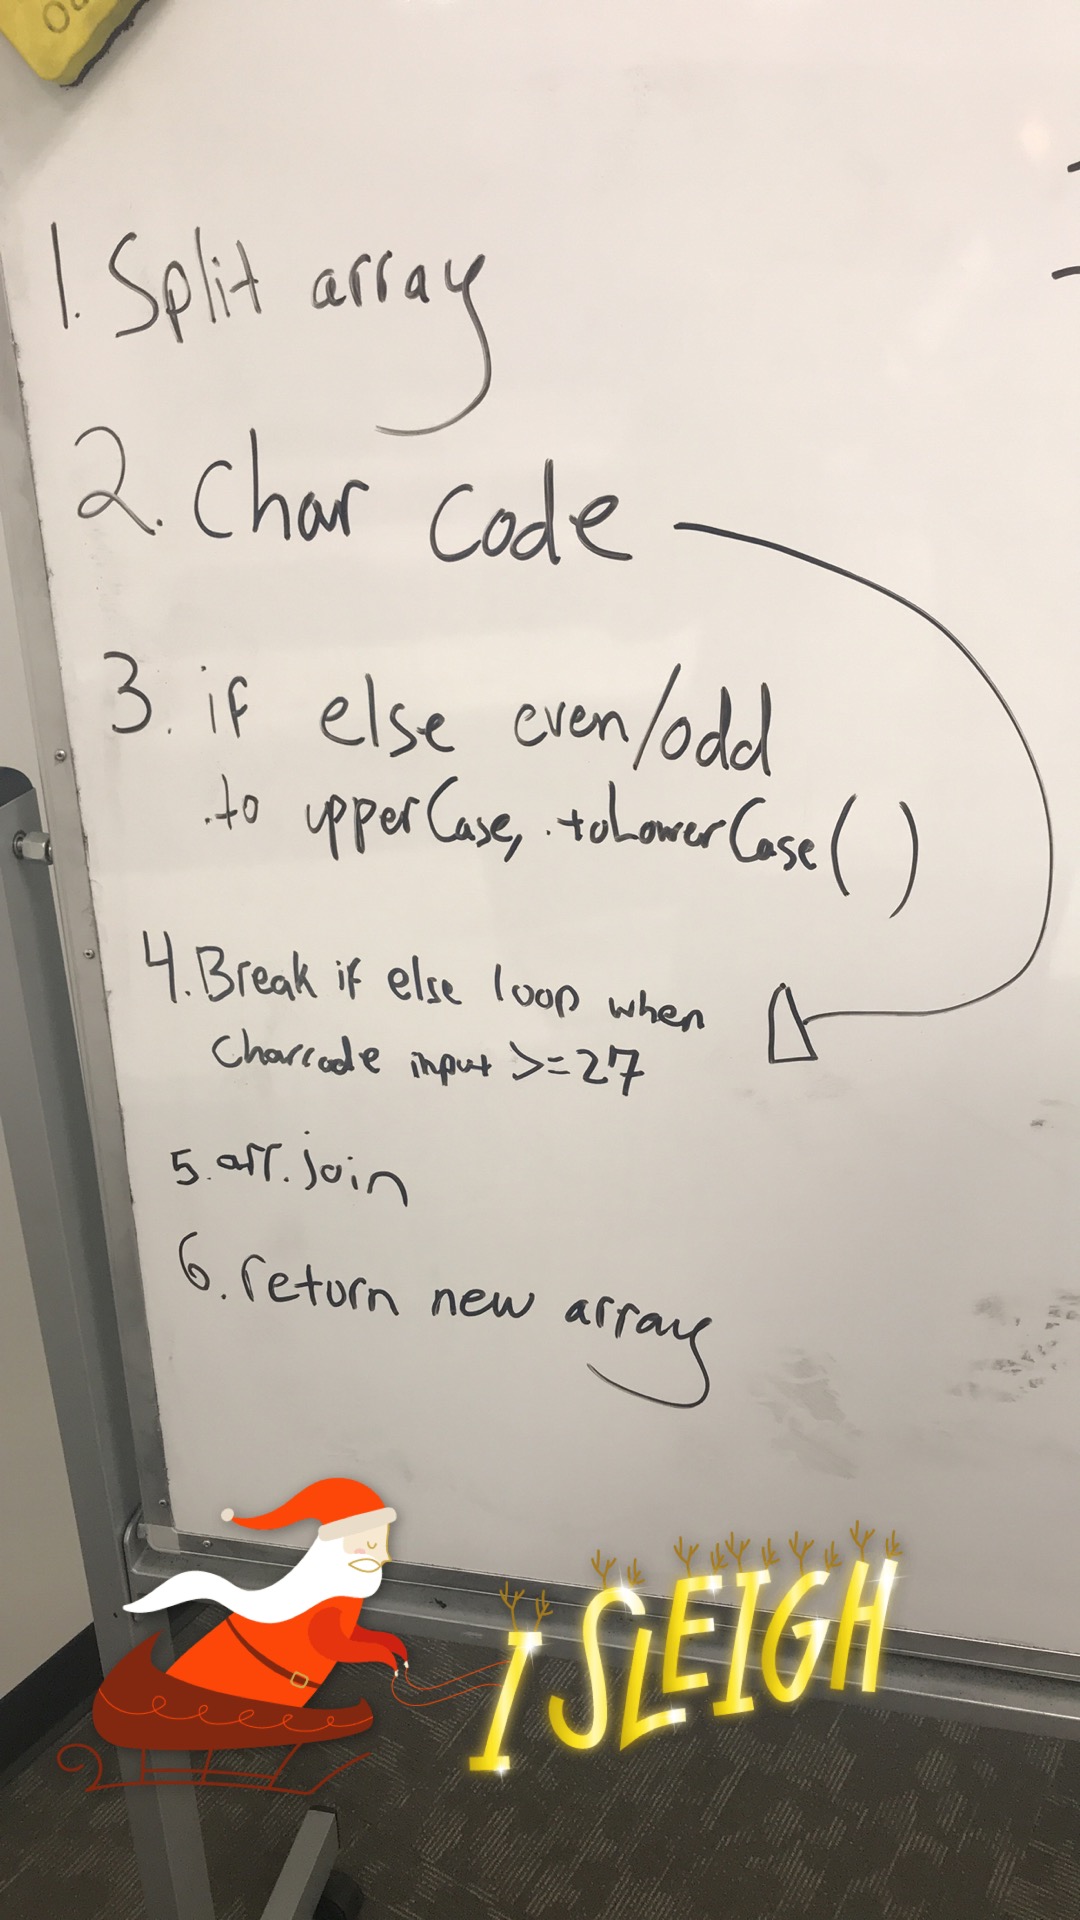 1. Split array
2. Char Code
3. if else even/odd
.to upperCase, .toLowerCase( )
4. Break if else loop when
Charcode input >=27
5. arr.join
6. return new array
I SLEIGH